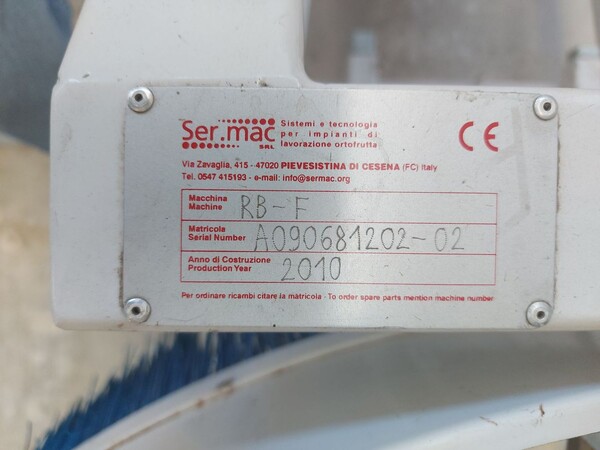 Ser.mac
SRL
Sistemi e tecnologia
per impianti di
lavorazione ortofrutta
CE
Via Zavaglia, 415 - 47020 PIEVESISTINA DI CESENA (FC) Italy
Tel. 0547 415193 - e-mail: info@sermac.org
Macchina
Machine
RB-F
Matricola
Serial Number
A090681202-02
Anno di Costruzione
Production Year
2010
Per ordinare ricambi citare la matricola - To order spare parts mention machine number